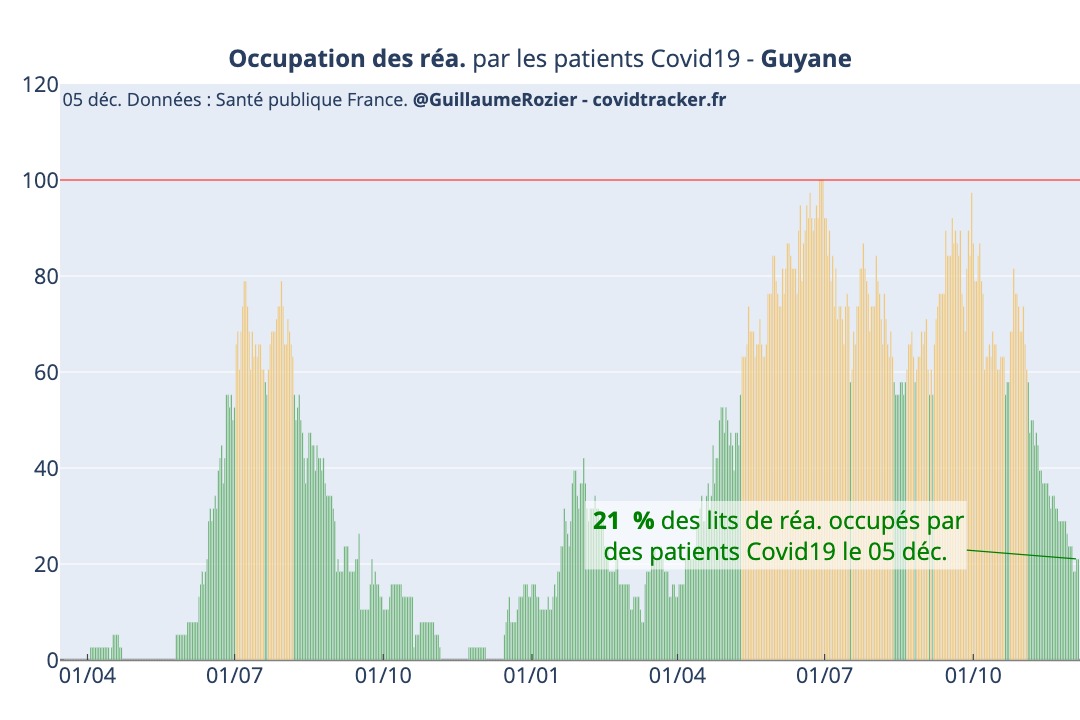 Occupation des réa. par les patients Covid19 - Guyane
120
05 déc. Données : Santé publique France. @GuillaumeRozier - covidtracker.fr
100
80
60
40
21 % des lits de réa. occupés par
des patients Covid19 le 05 déc.
20
0
01/04 01/07 01/10 01/01 01/04 01/07 01/10